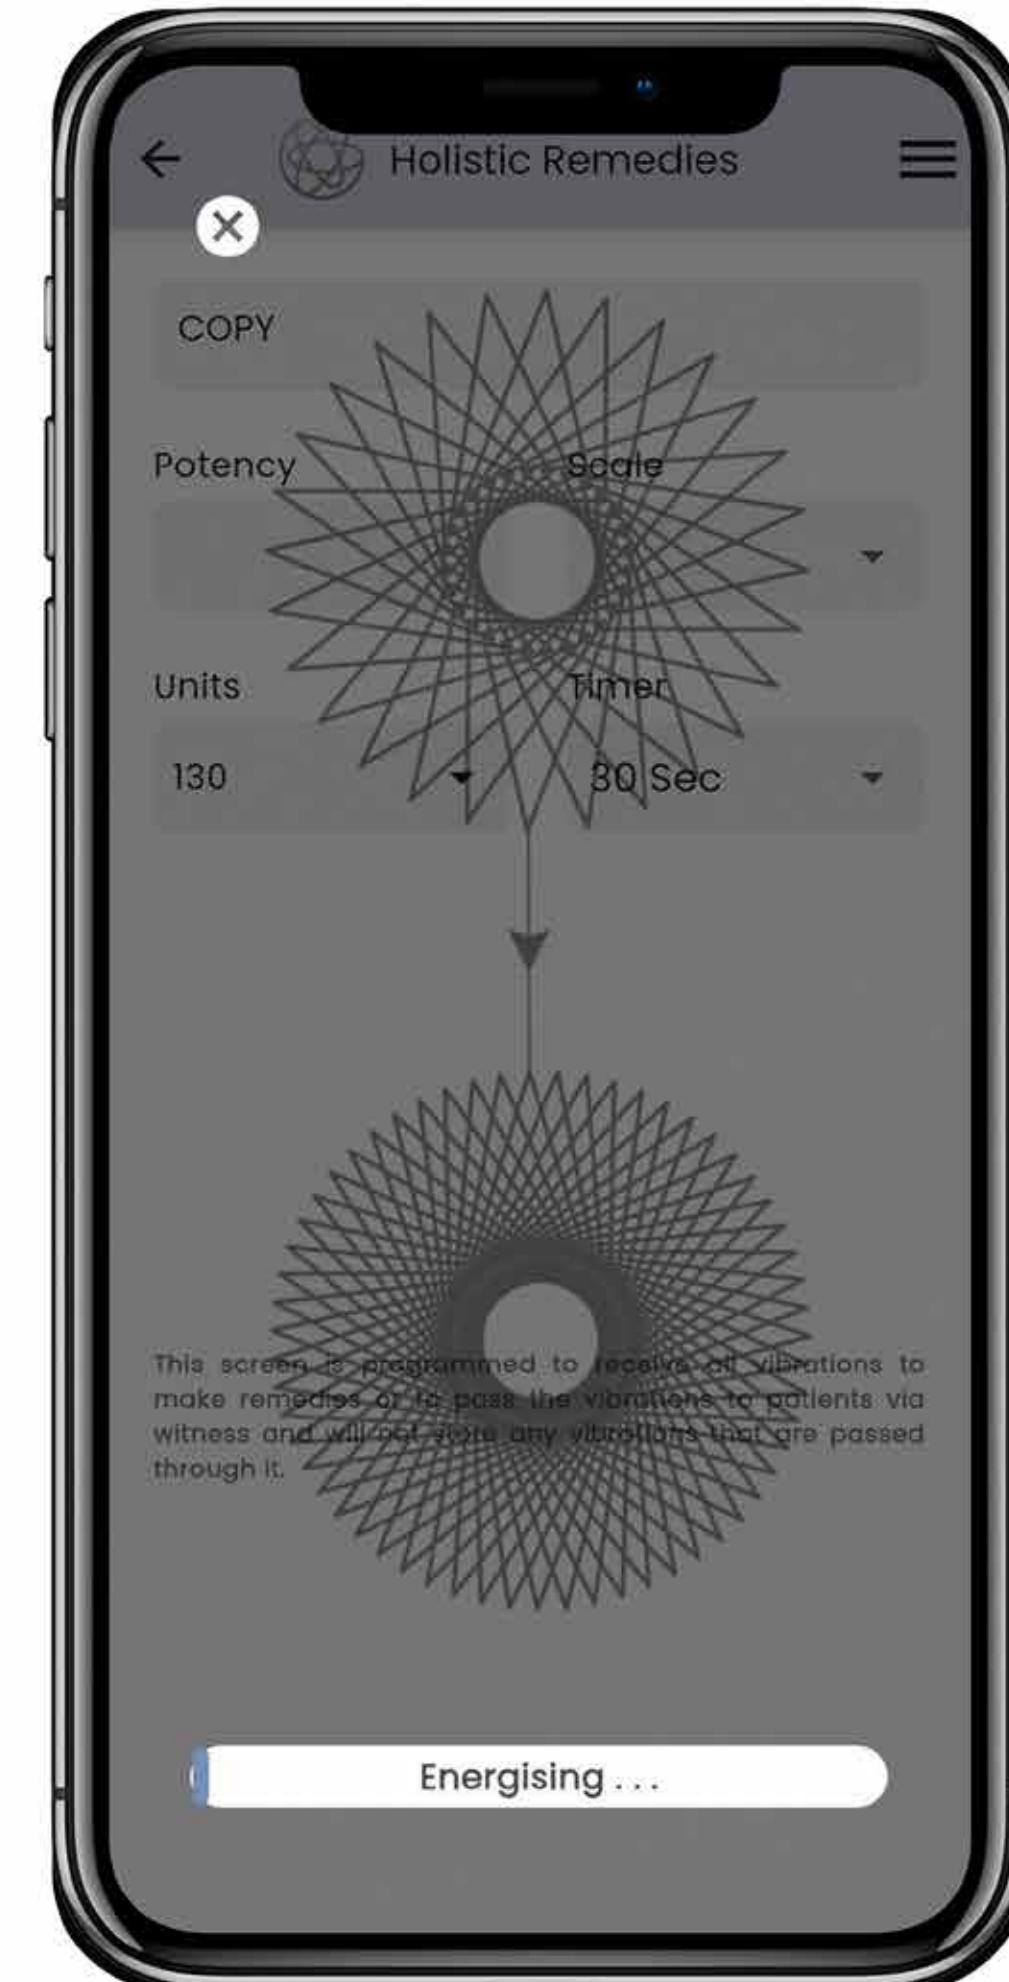 Holistic Remedies
COPY
Potency Scale
Units Timer
130 30 Sec
This screen is programmed to receive all vibrations to
make remedies or to pass the vibrations to patients via
witness and will not store any vibrations that are passed
through it.
Energising . . .